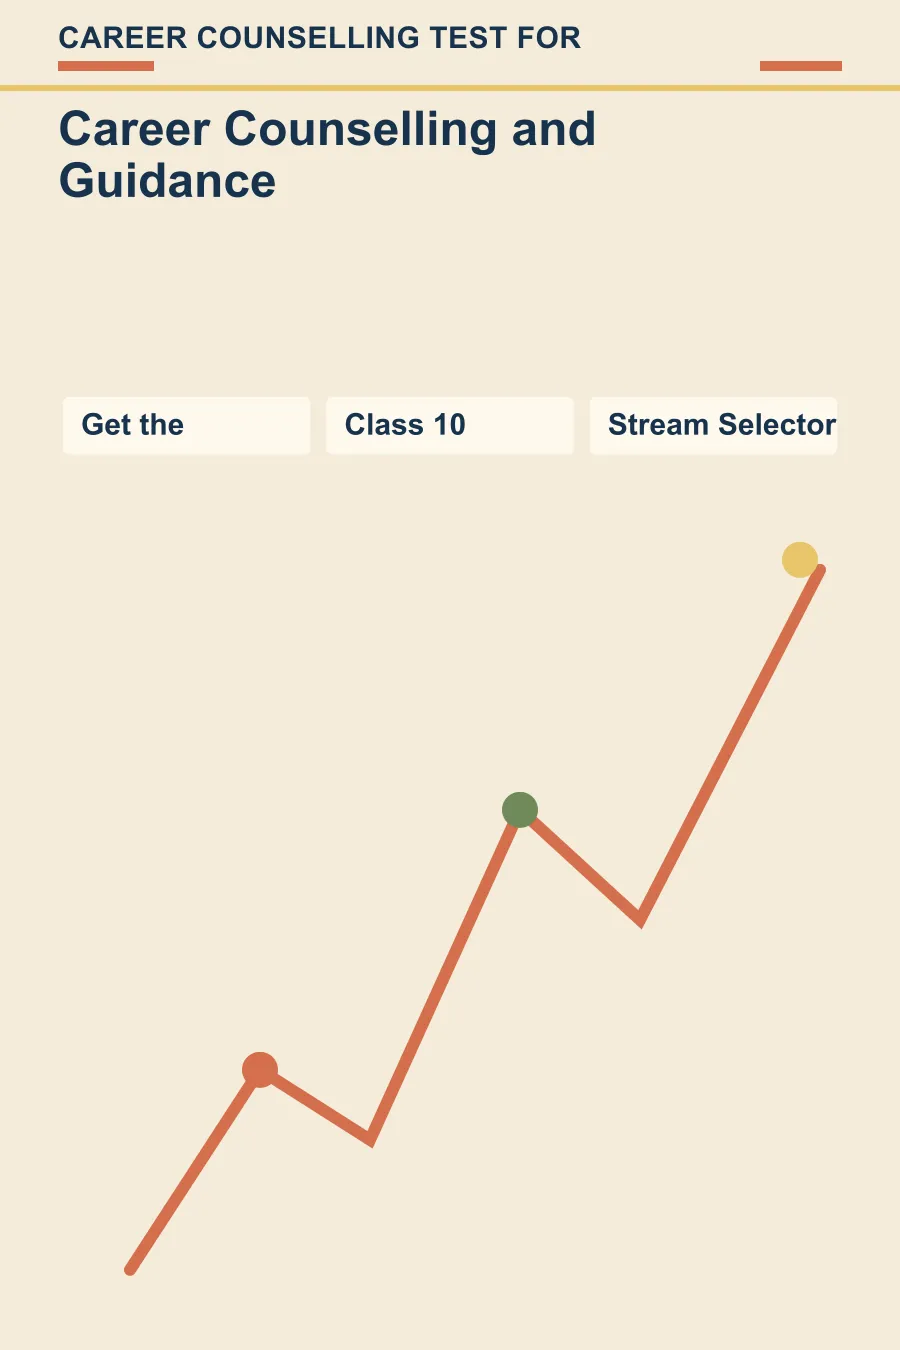 CAREER COUNSELLING TEST FOR
Career Counselling and
Guidance
Get the
Class 10
Stream Selector